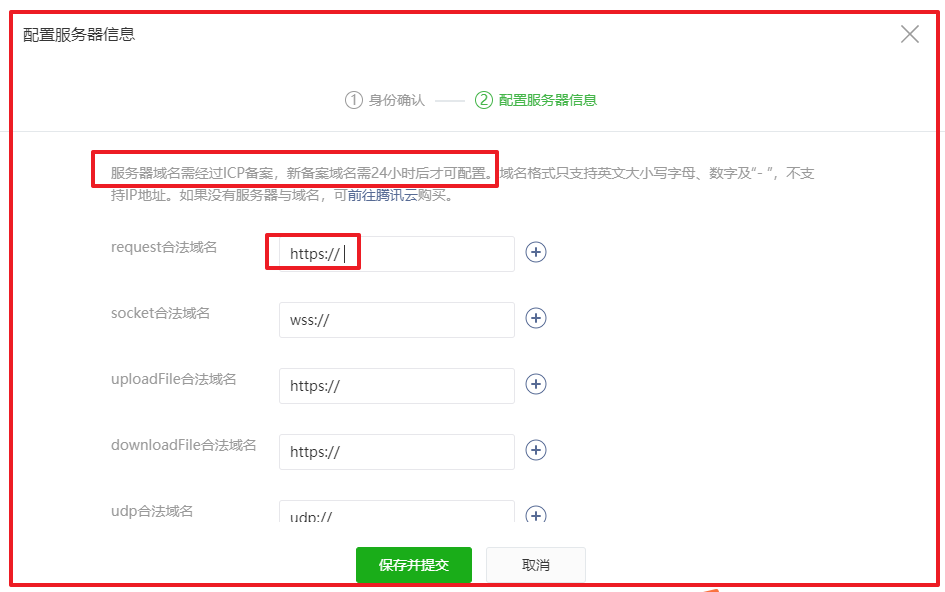 配置服务器信息
1 身份确认 2 配置服务器信息
服务器域名需经过ICP备案，新备案域名需24小时后才可配置。域名格式只支持英文大小写字母、数字及“- ”，不支
持IP地址。如果没有服务器与域名，可前往腾讯云购买。
request合法域名 https://
socket合法域名 wss://
uploadFile合法域名 https://
downloadFile合法域名 https://
udp合法域名 udp://
保存并提交 取消